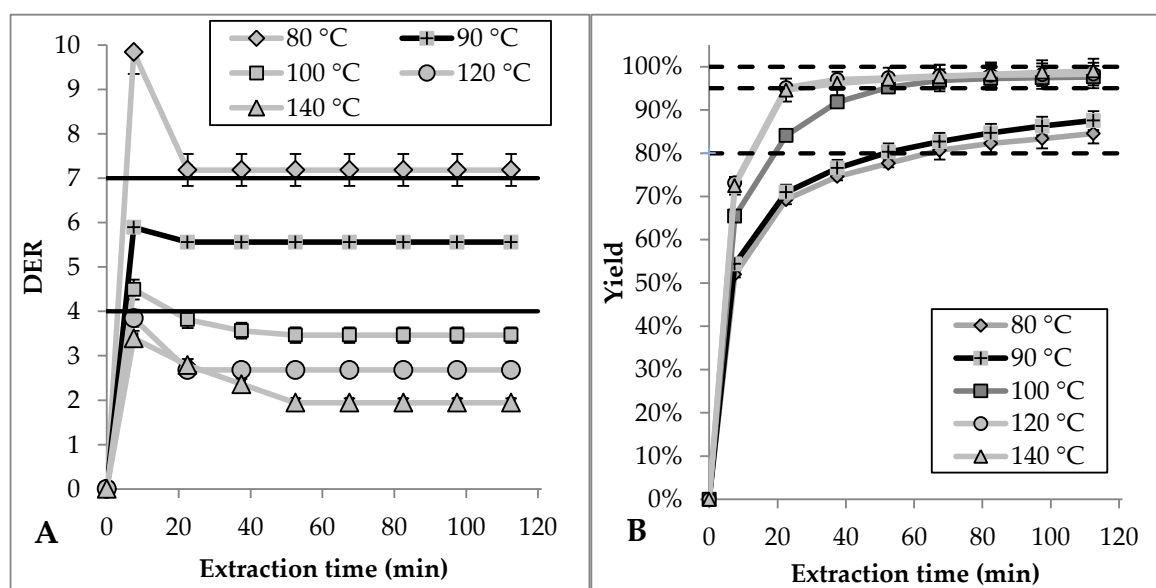 80 °C 90 °C
100 °C 120 °C
140 °C
10
9
8
7
6
5
4
3
2
1
0
DER
0 20 40 60 80 100 120
A Extraction time (min)
100%
90%
80%
70%
60%
50%
40%
30%
20%
10%
0%
Yield
80 °C
90 °C
100 °C
120 °C
140 °C
0 20 40 60 80 100 120
B Extraction time (min)